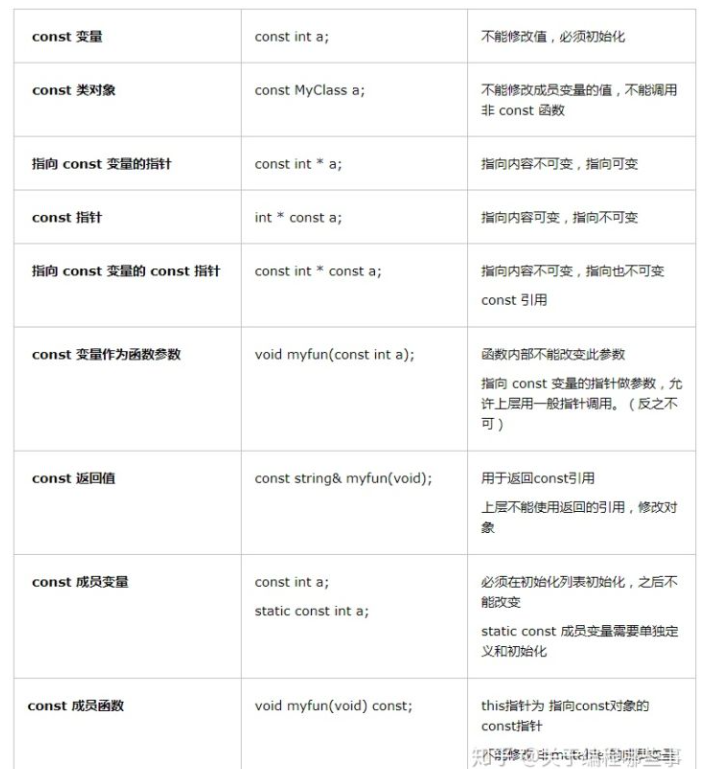 const 变量
const int a;
不能修改值，必须初始化
const 类对象
const MyClass a;
不能修改成员变量的值，不能调用
非 const 函数
指向 const 变量的指针
const int * a;
指向内容不可变，指向可变
const 指针
int * const a;
指向内容可变，指向不可变
指向 const 变量的 const 指针
const int * const a;
指向内容不可变，指向也不可变
const 引用
const 变量作为函数参数
void myfun(const int a);
函数内部不能改变此参数
指向 const 变量的指针做参数，允
许上层用一般指针调用。（反之不
可）
const 返回值
const string& myfun(void);
用于返回const引用
上层不能使用返回的引用，修改对
象
const 成员变量
const int a;
static const int a;
必须在初始化列表初始化，之后不
能改变
static const 成员变量需要单独定
义和初始化
const 成员函数
void myfun(void) const;
this指针为 指向const对象的
const指针
不能修改
知乎 @关于编程那些事